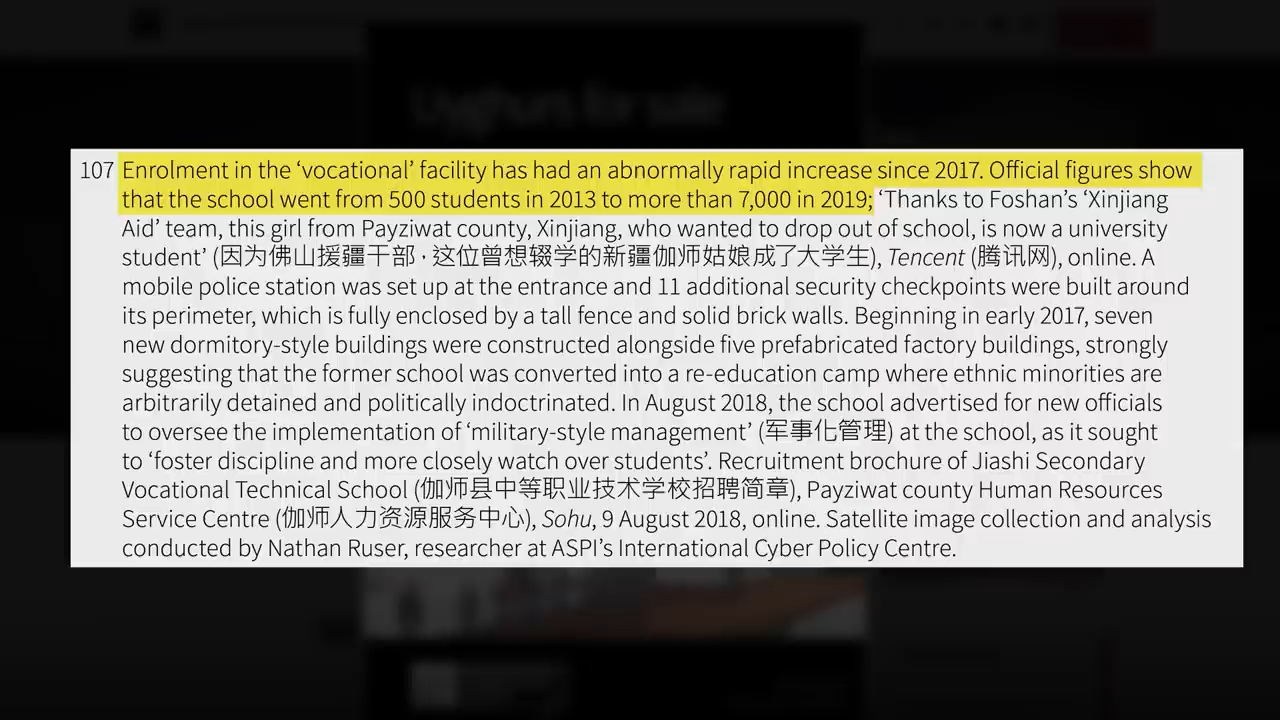 Uyghurs for sale
107 Enrolment in the ‘vocational’ facility has had an abnormally rapid increase since 2017. Official figures show
that the school went from 500 students in 2013 to more than 7,000 in 2019; ‘Thanks to Foshan’s ‘Xinjiang
Aid’ team, this girl from Payziwat county, Xinjiang, who wanted to drop out of school, is now a university
student’ (因为佛山援疆干部 · 这位曾想辍学的新疆伽师姑娘成了大学生), Tencent (腾讯网), online. A
mobile police station was set up at the entrance and 11 additional security checkpoints were built around
its perimeter, which is fully enclosed by a tall fence and solid brick walls. Beginning in early 2017, seven
new dormitory-style buildings were constructed alongside five prefabricated factory buildings, strongly
suggesting that the former school was converted into a re-education camp where ethnic minorities are
arbitrarily detained and politically indoctrinated. In August 2018, the school advertised for new officials
to oversee the implementation of ‘military-style management’ (军事化管理) at the school, as it sought
to ‘foster discipline and more closely watch over students’. Recruitment brochure of Jiashi Secondary
Vocational Technical School (伽师县中等职业技术学校招聘简章), Payziwat county Human Resources
Service Centre (伽师人力资源服务中心), Sohu, 9 August 2018, online. Satellite image collection and analysis
conducted by Nathan Ruser, researcher at ASPI’s International Cyber Policy Centre.